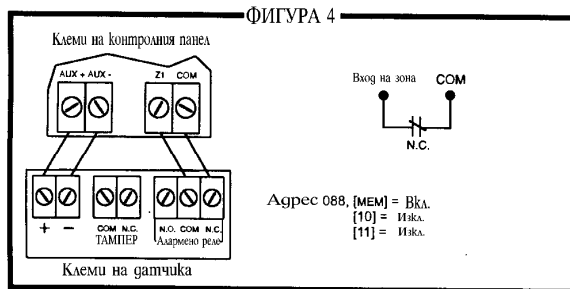 ФИГУРА 4
Клеми на контролния панел
AUX + AUX -
Z1 COM
+ -
COM N.C.
ТАМПЕР
N.O. COM N.C.
Алармено реле
Клеми на датчика
Вход на зона COM
N.C.
Адрес 088, [MEM] = Вкл.
[10] = Изкл.
[11] = Изкл.